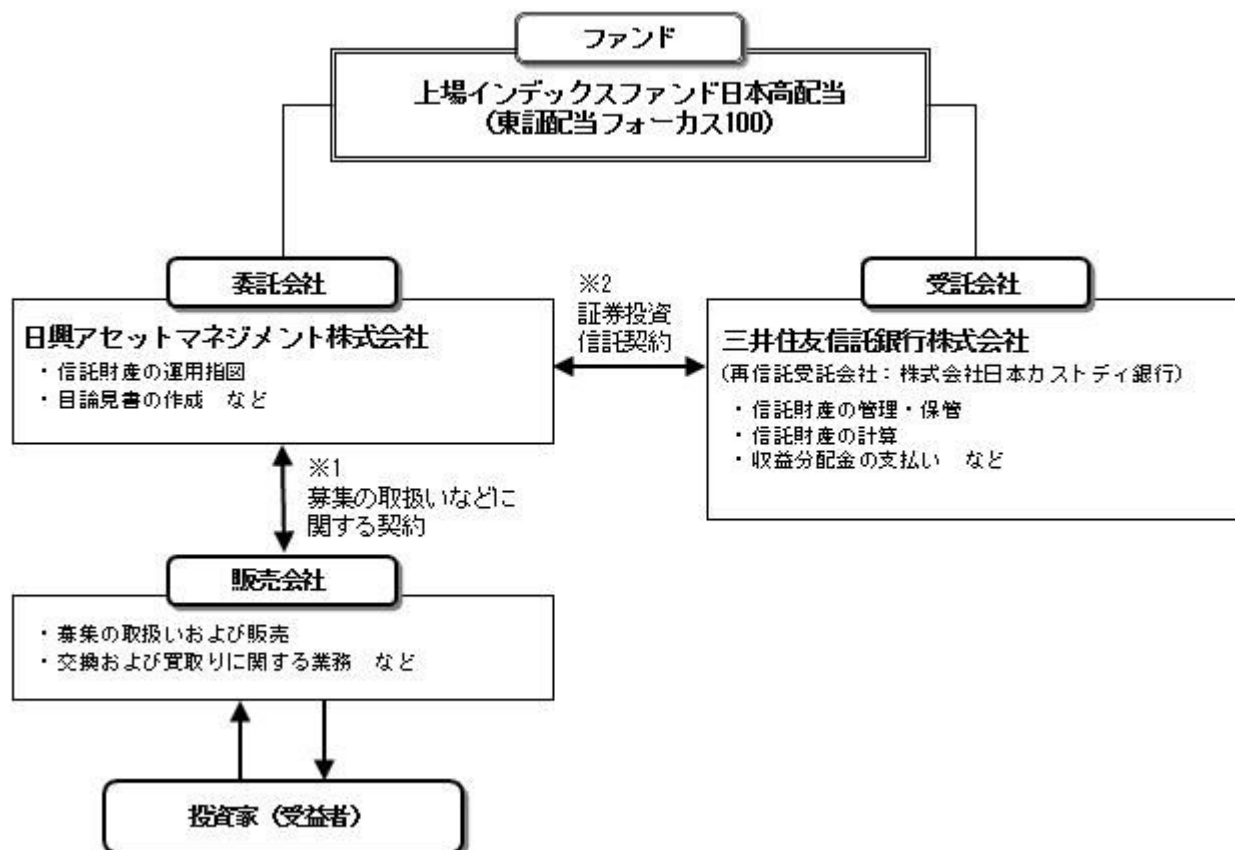 ファンド
上場インデックスファンド日本高配当
(東証配当フォーカス100)
委託会社
日興アセットマネジメント株式会社
・信託財産の運用指図
・目論見書の作成 など
※2
証券投資
信託契約
受託会社
三井住友信託銀行株式会社
(再信託受託会社：株式会社日本カストディ銀行)
・信託財産の管理・保管
・信託財産の計算
・収益分配金の支払い など
※1
募集の取扱いなどに
関する契約
販売会社
・募集の取扱いおよび販売
・交換および買取りに関する業務 など
投資家（受益者）